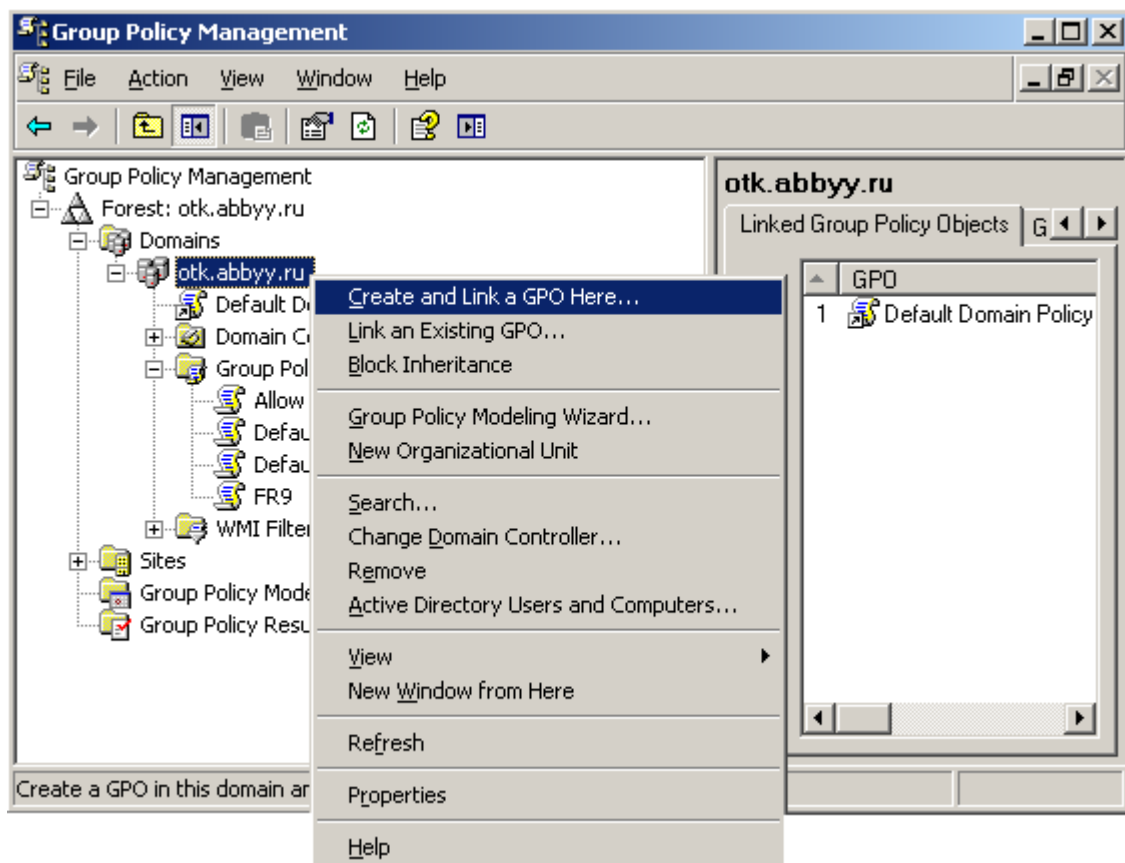 Group Policy Management
File Action View Window Help
Group Policy Management
Forest: otk.abbyy.ru
Domains
otk.abbyy.ru
Default Do
Domain Co
Group Pol
Allow
Defau
Defau
FR9
WMI Filter
Sites
Group Policy Mode
Group Policy Resu
Create and Link a GPO Here...
Link an Existing GPO...
Block Inheritance
Group Policy Modeling Wizard...
New Organizational Unit
Search...
Change Domain Controller...
Remove
Active Directory Users and Computers...
View
New Window from Here
Refresh
Properties
Help
otk.abbyy.ru
Linked Group Policy Objects G
GPO
1 Default Domain Policy
Create a GPO in this domain an